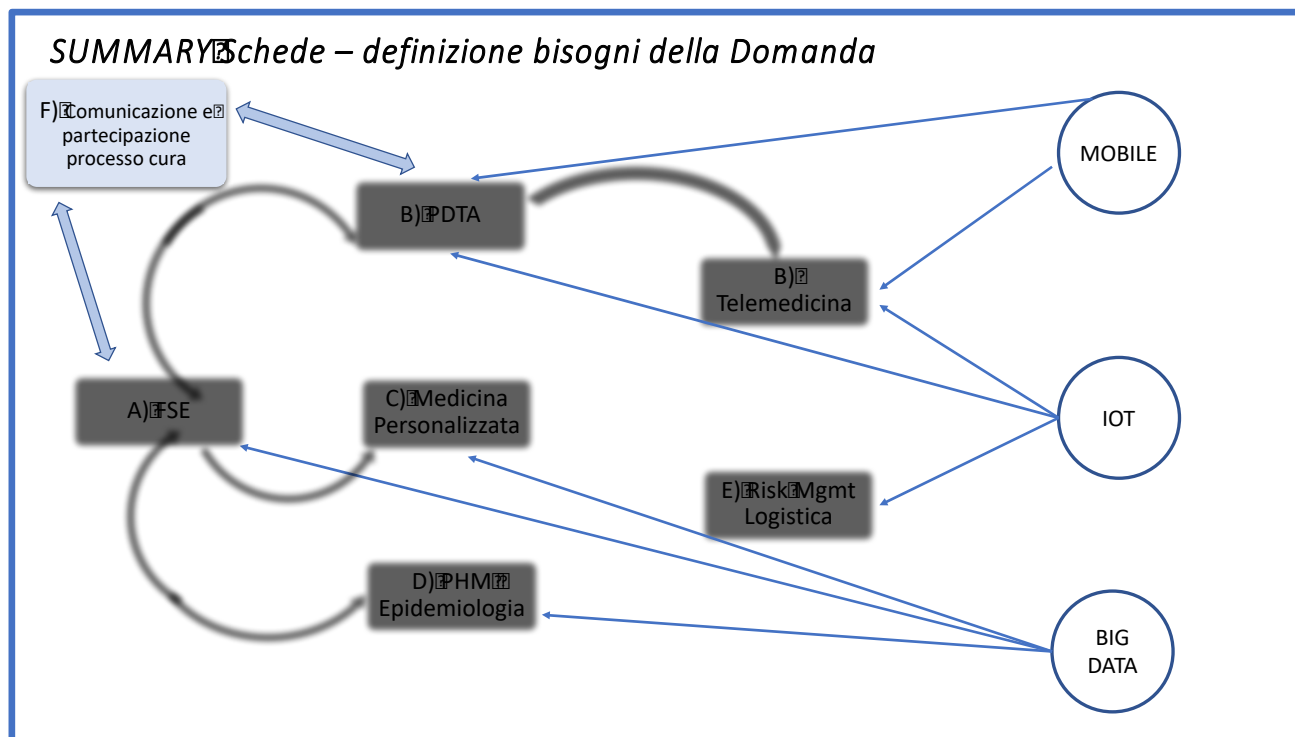 SUMMARY Schede – definizione bisogni della Domanda
F) Comunicazione e
partecipazione
processo cura
MOBILE
B) PDTA
B)
Telemedicina
A) FSE
C) Medicina
Personalizzata
IOT
E) Risk Mgmt
Logistica
D) PHM
Epidemiologia
BIG
DATA